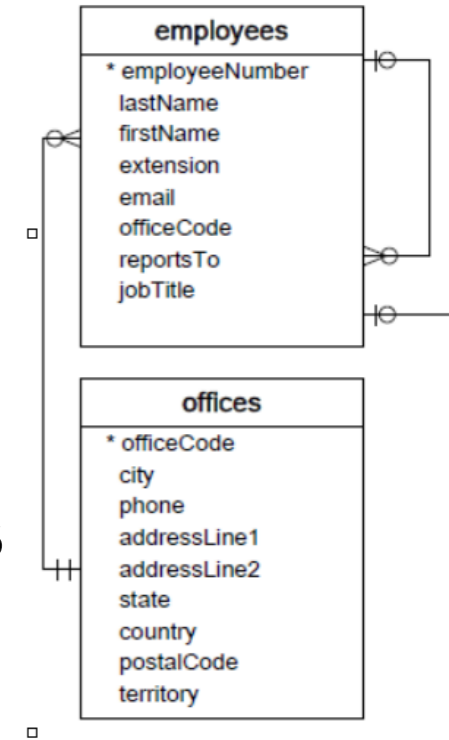 employees
* employeeNumber
lastName
firstName
extension
email
officeCode
reportsTo
jobTitle
offices
* officeCode
city
phone
addressLine1
addressLine2
state
country
postalCode
territory